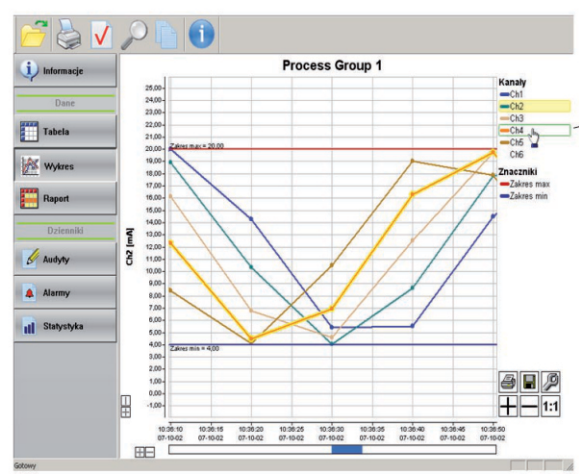 Process Group 1
Informacje
Dane
Tabela
Wykres
Raport
Dzienniki
Audyty
Alarmy
Statystyka
Ch2 [mA]
25,00
24,00
23,00
22,00
21,00
20,00
19,00
18,00
17,00
16,00
15,00
14,00
13,00
12,00
11,00
10,00
9,00
8,00
7,00
6,00
5,00
4,00
3,00
2,00
1,00
0,00
-1,00
Zakres max = 20,00
Zakres min = 4,00
10:36:10 10:36:15 10:36:20 10:36:25 10:36:30 10:36:35 10:36:40 10:36:45 10:36:50
07-10-02 07-10-02 07-10-02 07-10-02 07-10-02 07-10-02 07-10-02 07-10-02 07-10-02
Kanały
Ch1
Ch2
Ch3
Ch4
Ch5
Ch6
Znaczniki
Zakres max
Zakres min
1:1
Gotowy